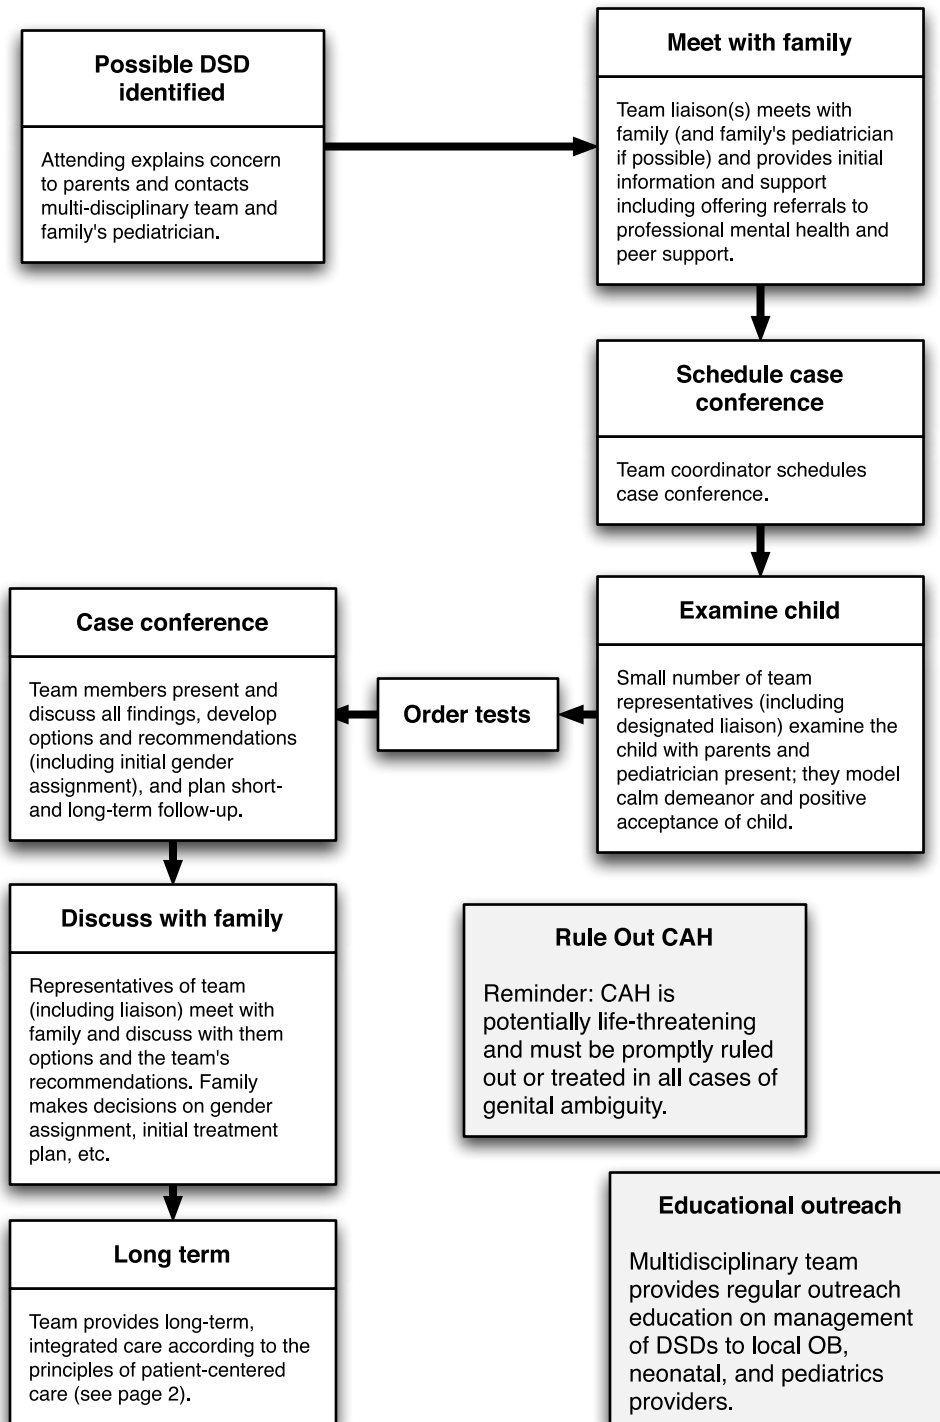 Possible DSD
identified
Attending explains concern
to parents and contacts
multi-disciplinary team and
family's pediatrician.
Meet with family
Team liaison(s) meets with
family (and family's pediatrician
if possible) and provides initial
information and support
including offering referrals to
professional mental health and
peer support.
Schedule case
conference
Team coordinator schedules
case conference.
Examine child
Small number of team
representatives (including
designated liaison) examine the
child with parents and
pediatrician present; they model
calm demeanor and positive
acceptance of child.
Order tests
Case conference
Team members present and
discuss all findings, develop
options and recommendations
(including initial gender
assignment), and plan short-
and long-term follow-up.
Discuss with family
Representatives of team
(including liaison) meet with
family and discuss with them
options and the team's
recommendations. Family
makes decisions on gender
assignment, initial treatment
plan, etc.
Long term
Team provides long-term,
integrated care according to the
principles of patient-centered
care (see page 2).
Rule Out CAH
Reminder: CAH is
potentially life-threatening
and must be promptly ruled
out or treated in all cases of
genital ambiguity.
Educational outreach
Multidisciplinary team
provides regular outreach
education on management
of DSDs to local OB,
neonatal, and pediatrics
providers.